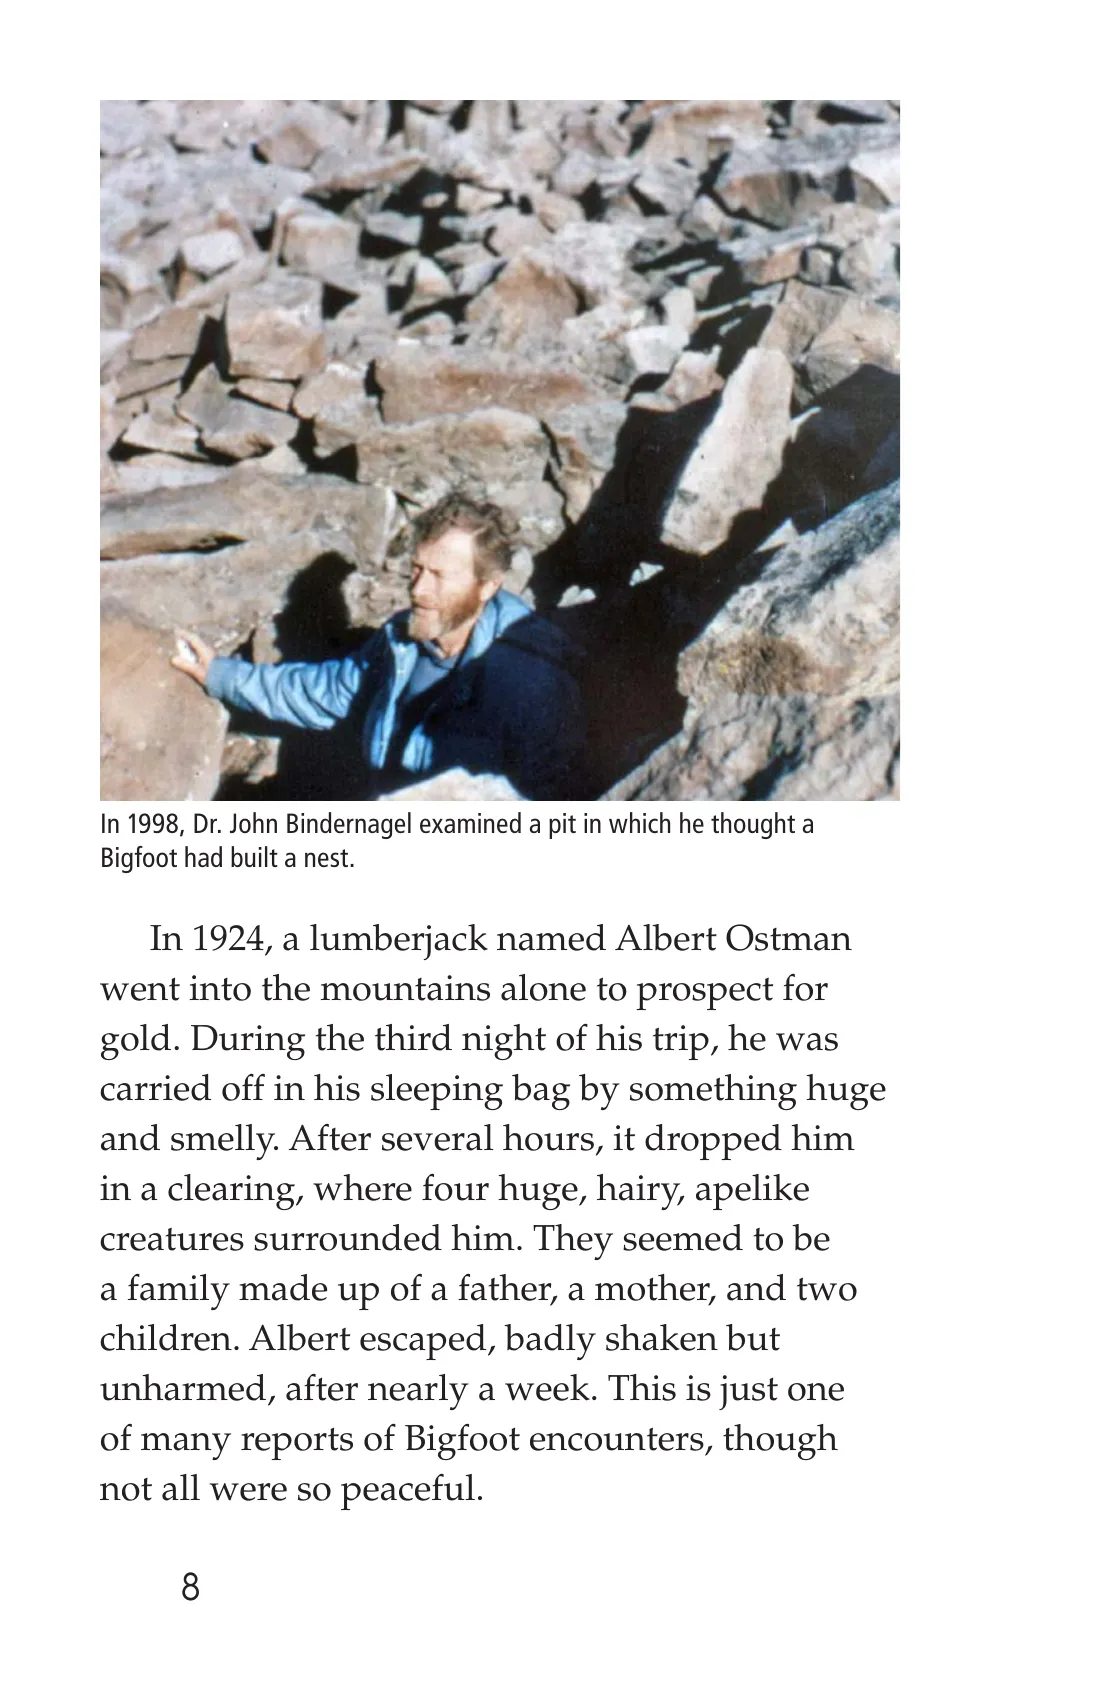 In 1998, Dr. John Bindernagel examined a pit in which he thought a
Bigfoot had built a nest.
In 1924, a lumberjack named Albert Ostman
went into the mountains alone to prospect for
gold. During the third night of his trip, he was
carried off in his sleeping bag by something huge
and smelly. After several hours, it dropped him
in a clearing, where four huge, hairy, apelike
creatures surrounded him. They seemed to be
a family made up of a father, a mother, and two
children. Albert escaped, badly shaken but
unharmed, after nearly a week. This is just one
of many reports of Bigfoot encounters, though
not all were so peaceful.
8